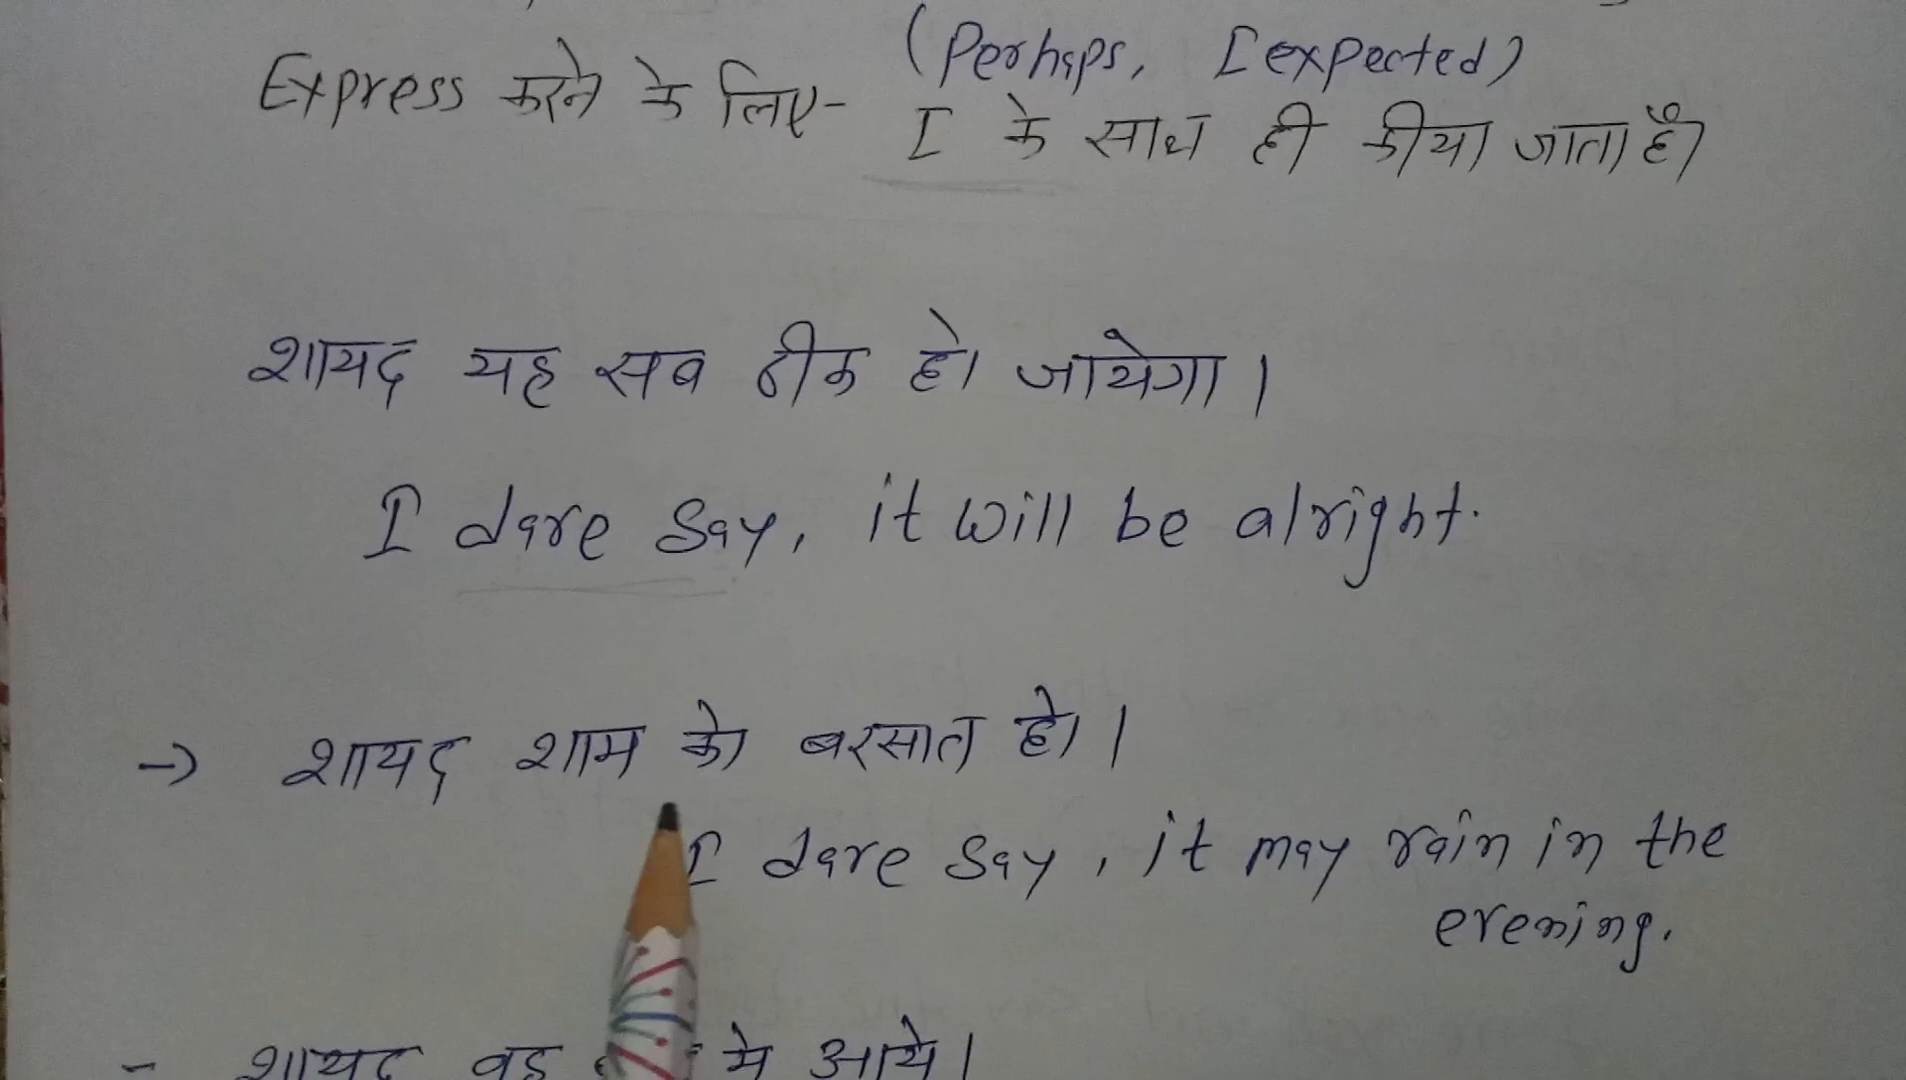 (Perhaps, I expected)
Express करने के लिए- I के साथ ही कीया जाता है।
शायद यह सब ठीक हो जायेगा।
I dare say, it will be alright.
→ शायद शाम को बरसात हो।
I dare say, it may rain in the
evening.
- शायद वह मे आये।